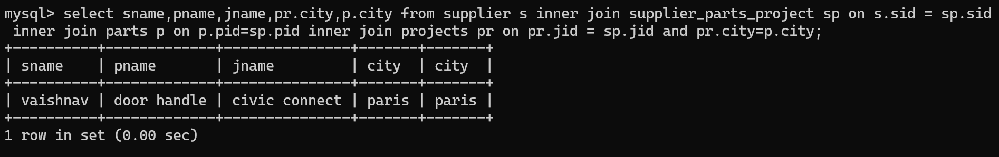 mysql> select sname,pname,jname,pr.city,p.city from supplier s inner join supplier_parts_project sp on s.sid = sp.sid
 inner join parts p on p.pid=sp.pid inner join projects pr on pr.jid = sp.jid and pr.city=p.city;
+----------+-------------+---------------+-------+-------+
| sname    | pname       | jname         | city  | city  |
+----------+-------------+---------------+-------+-------+
| vaishnav | door handle | civic connect | paris | paris |
+----------+-------------+---------------+-------+-------+
1 row in set (0.00 sec)